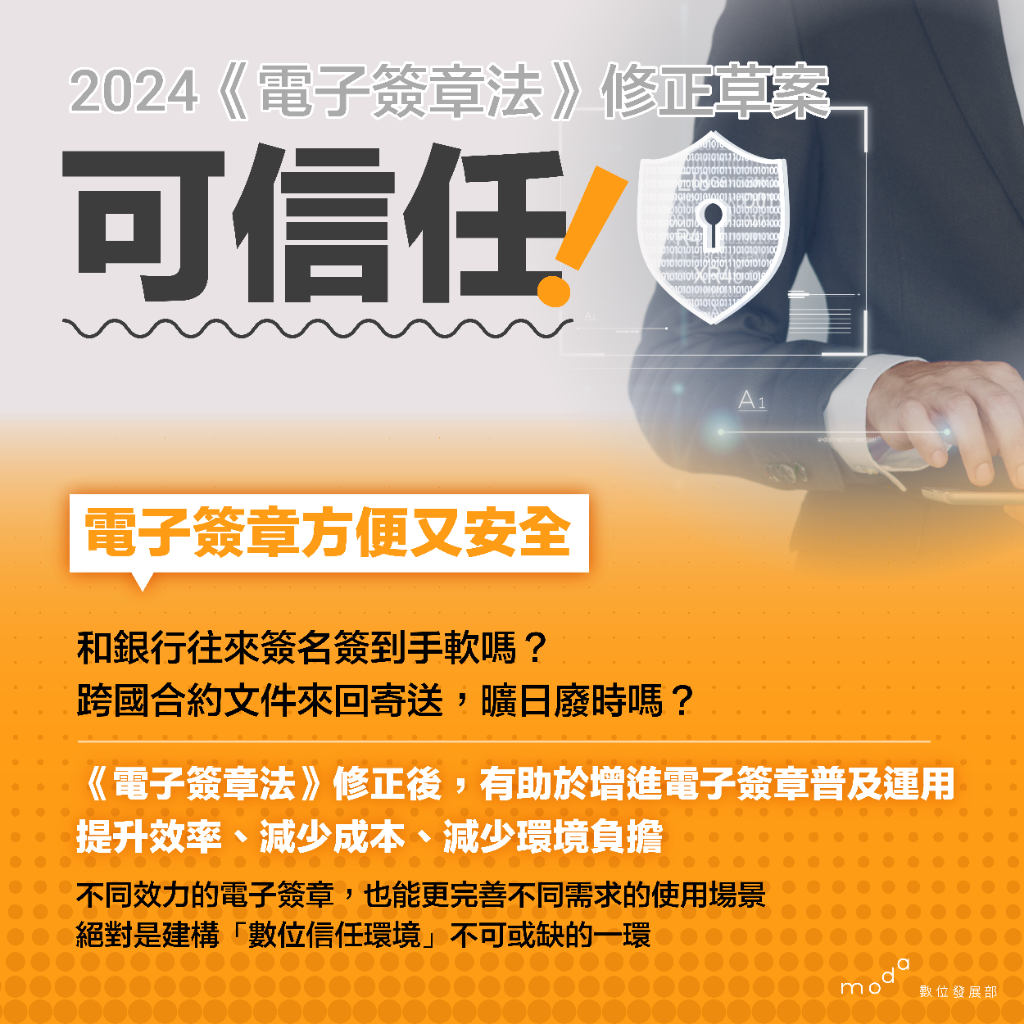 2024《電子簽章法》修正草案
可信任!
A1
電子簽章方便又安全
和銀行往來簽名簽到手軟嗎？
跨國合約文件來回寄送，曠日廢時嗎？
《電子簽章法》修正後，有助於增進電子簽章普及運用
提升效率、減少成本、減少環境負擔
不同效力的電子簽章，也能更完善不同需求的使用場景
絕對是建構「數位信任環境」不可或缺的一環
moda 數位發展部